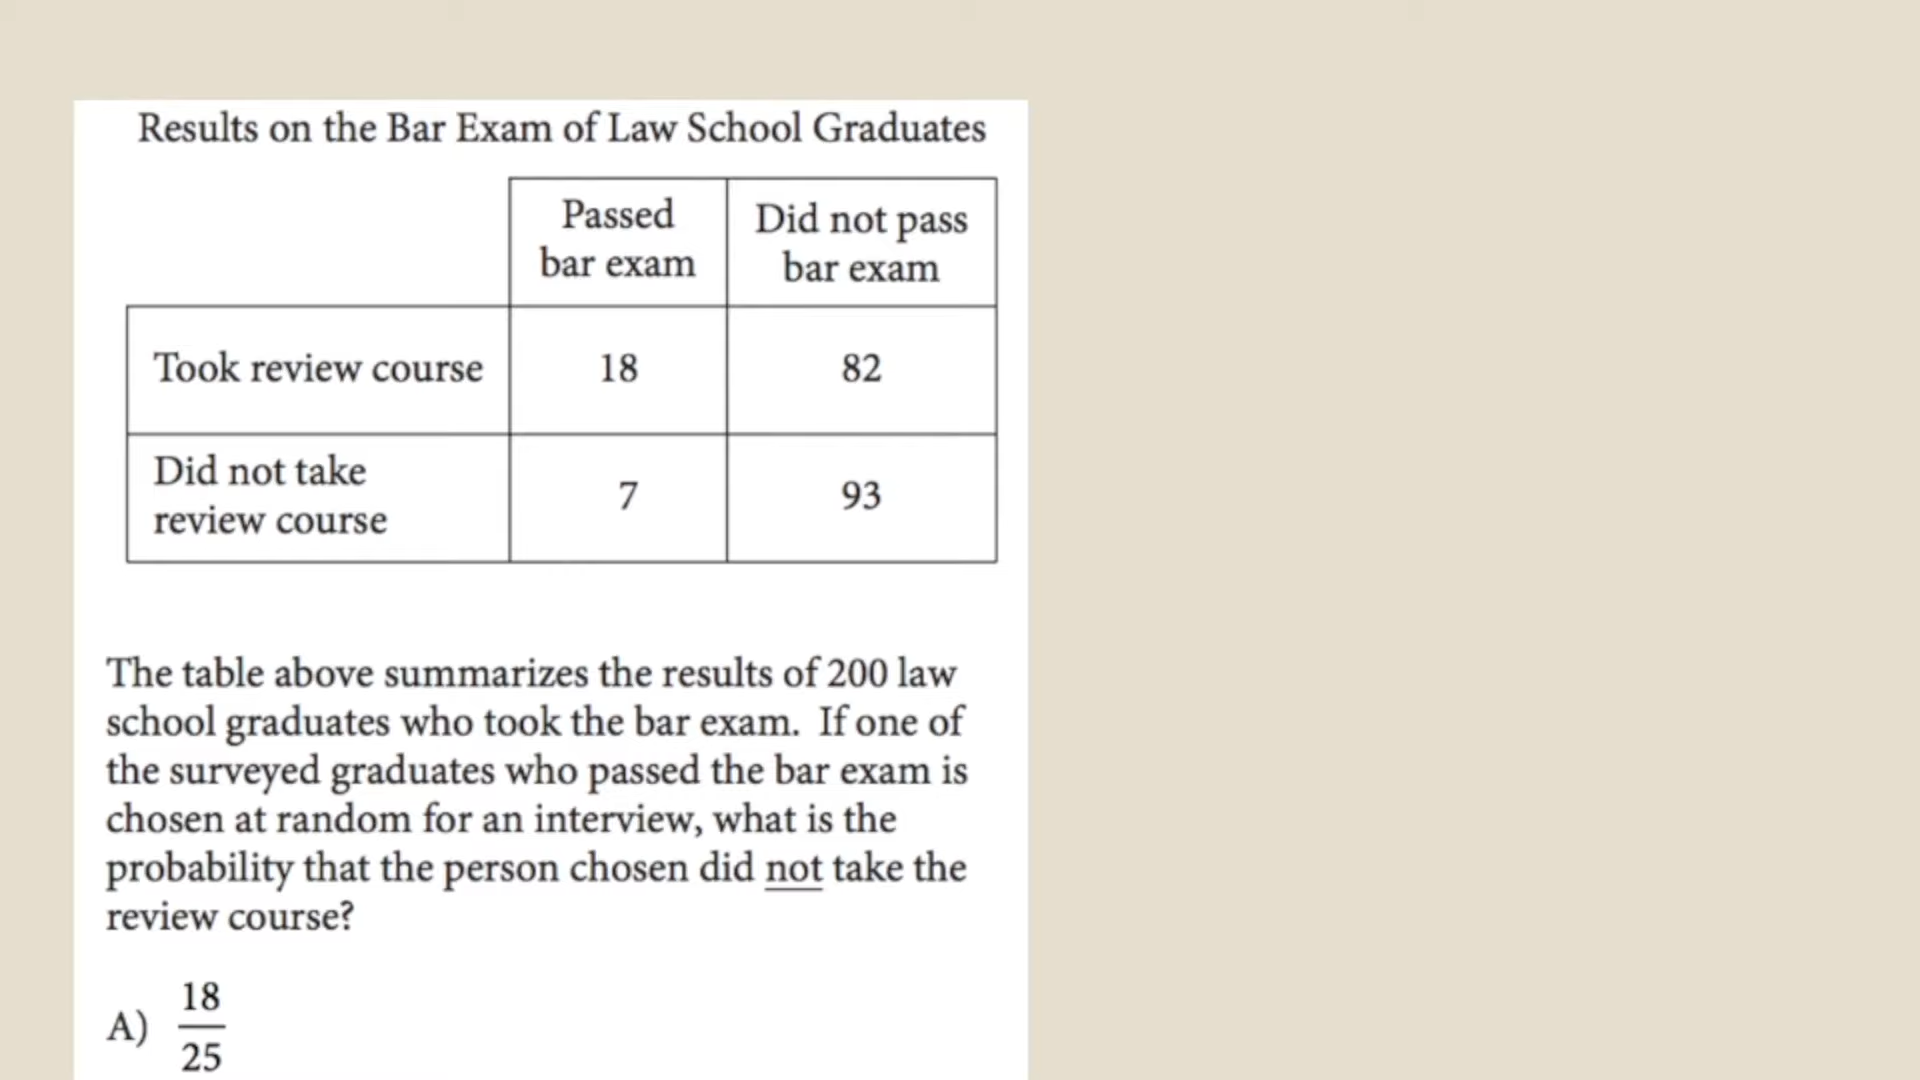 Results on the Bar Exam of Law School Graduates
Passed
bar exam
Did not pass
bar exam
Took review course
18
82
Did not take
review course
7
93
The table above summarizes the results of 200 law
school graduates who took the bar exam. If one of
the surveyed graduates who passed the bar exam is
chosen at random for an interview, what is the
probability that the person chosen did not take the
review course?
A) 18
25